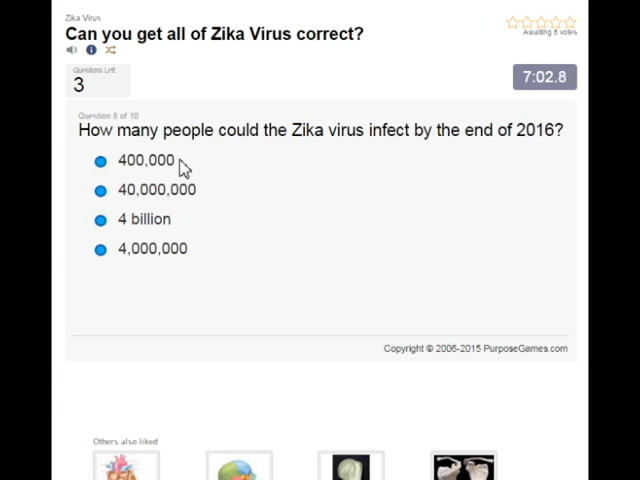 Zika Virus
Can you get all of Zika Virus correct?
Awaiting 5 votes
Questions Left
3
7:02.8
Question 8 of 10
How many people could the Zika virus infect by the end of 2016?
400,000
40,000,000
4 billion
4,000,000
Copyright © 2006-2015 PurposeGames.com
Others also liked